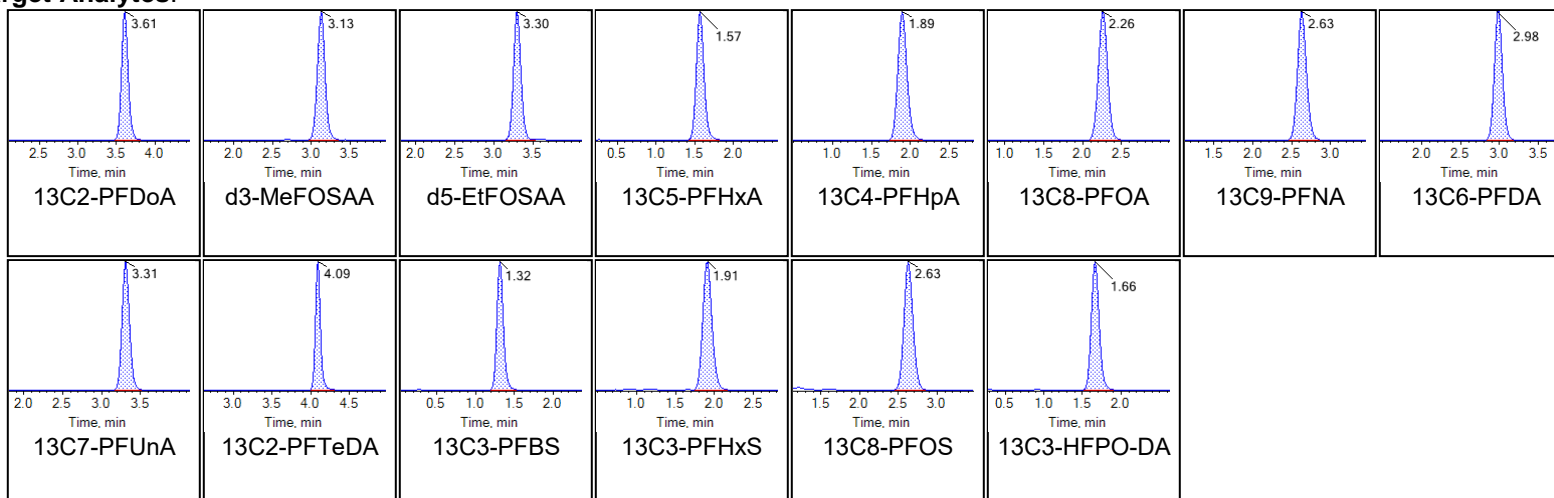 rget Analytes:
3.61 3.13 3.30 1.57 1.89 2.26 2.63 2.98
2.5 3.0 3.5 4.0 2.0 2.5 3.0 3.5 2.0 2.5 3.0 3.5 0.5 1.0 1.5 2.0 1.0 1.5 2.0 2.5 1.0 1.5 2.0 2.5 1.5 2.0 2.5 3.0 2.0 2.5 3.0 3.5
Time, min Time, min Time, min Time, min Time, min Time, min Time, min Time, min
13C2-PFDoA d3-MeFOSAA d5-EtFOSAA 13C5-PFHxA 13C4-PFHpA 13C8-PFOA 13C9-PFNA 13C6-PFDA
3.31 4.09 1.32 1.91 2.63 1.66
2.0 2.5 3.0 3.5 3.0 3.5 4.0 4.5 0.5 1.0 1.5 2.0 1.0 1.5 2.0 2.5 1.5 2.0 2.5 3.0 0.5 1.0 1.5 2.0
Time, min Time, min Time, min Time, min Time, min Time, min
13C7-PFUnA 13C2-PFTeDA 13C3-PFBS 13C3-PFHxS 13C8-PFOS 13C3-HFPO-DA